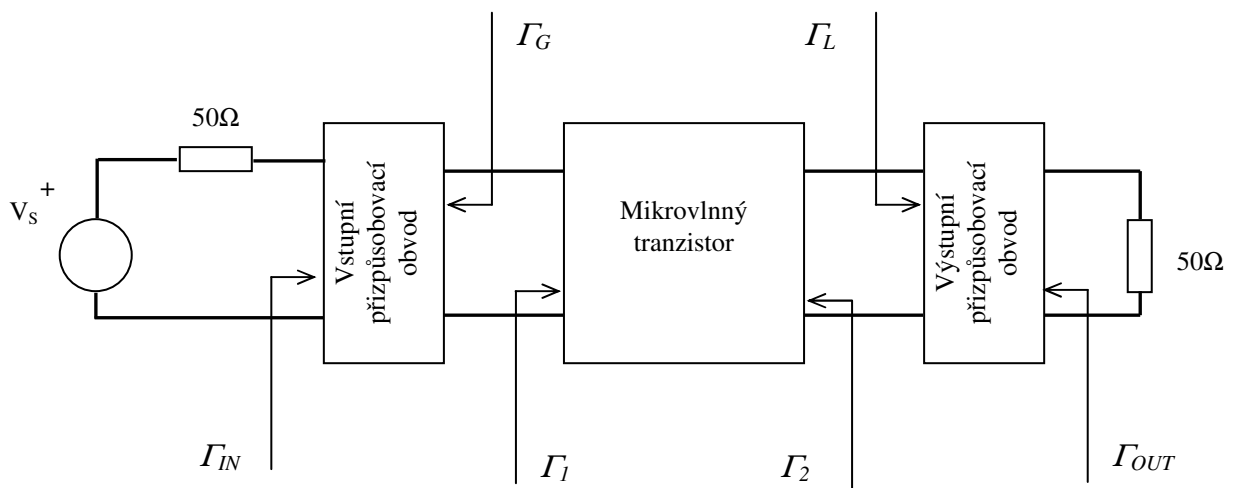 Γ_G
Γ_L
50Ω
+
V_S
Vstupní
přizpůsobovací
obvod
Mikrovlnný
tranzistor
Výstupní
přizpůsobovací
obvod
50Ω
Γ_IN
Γ_1
Γ_2
Γ_OUT